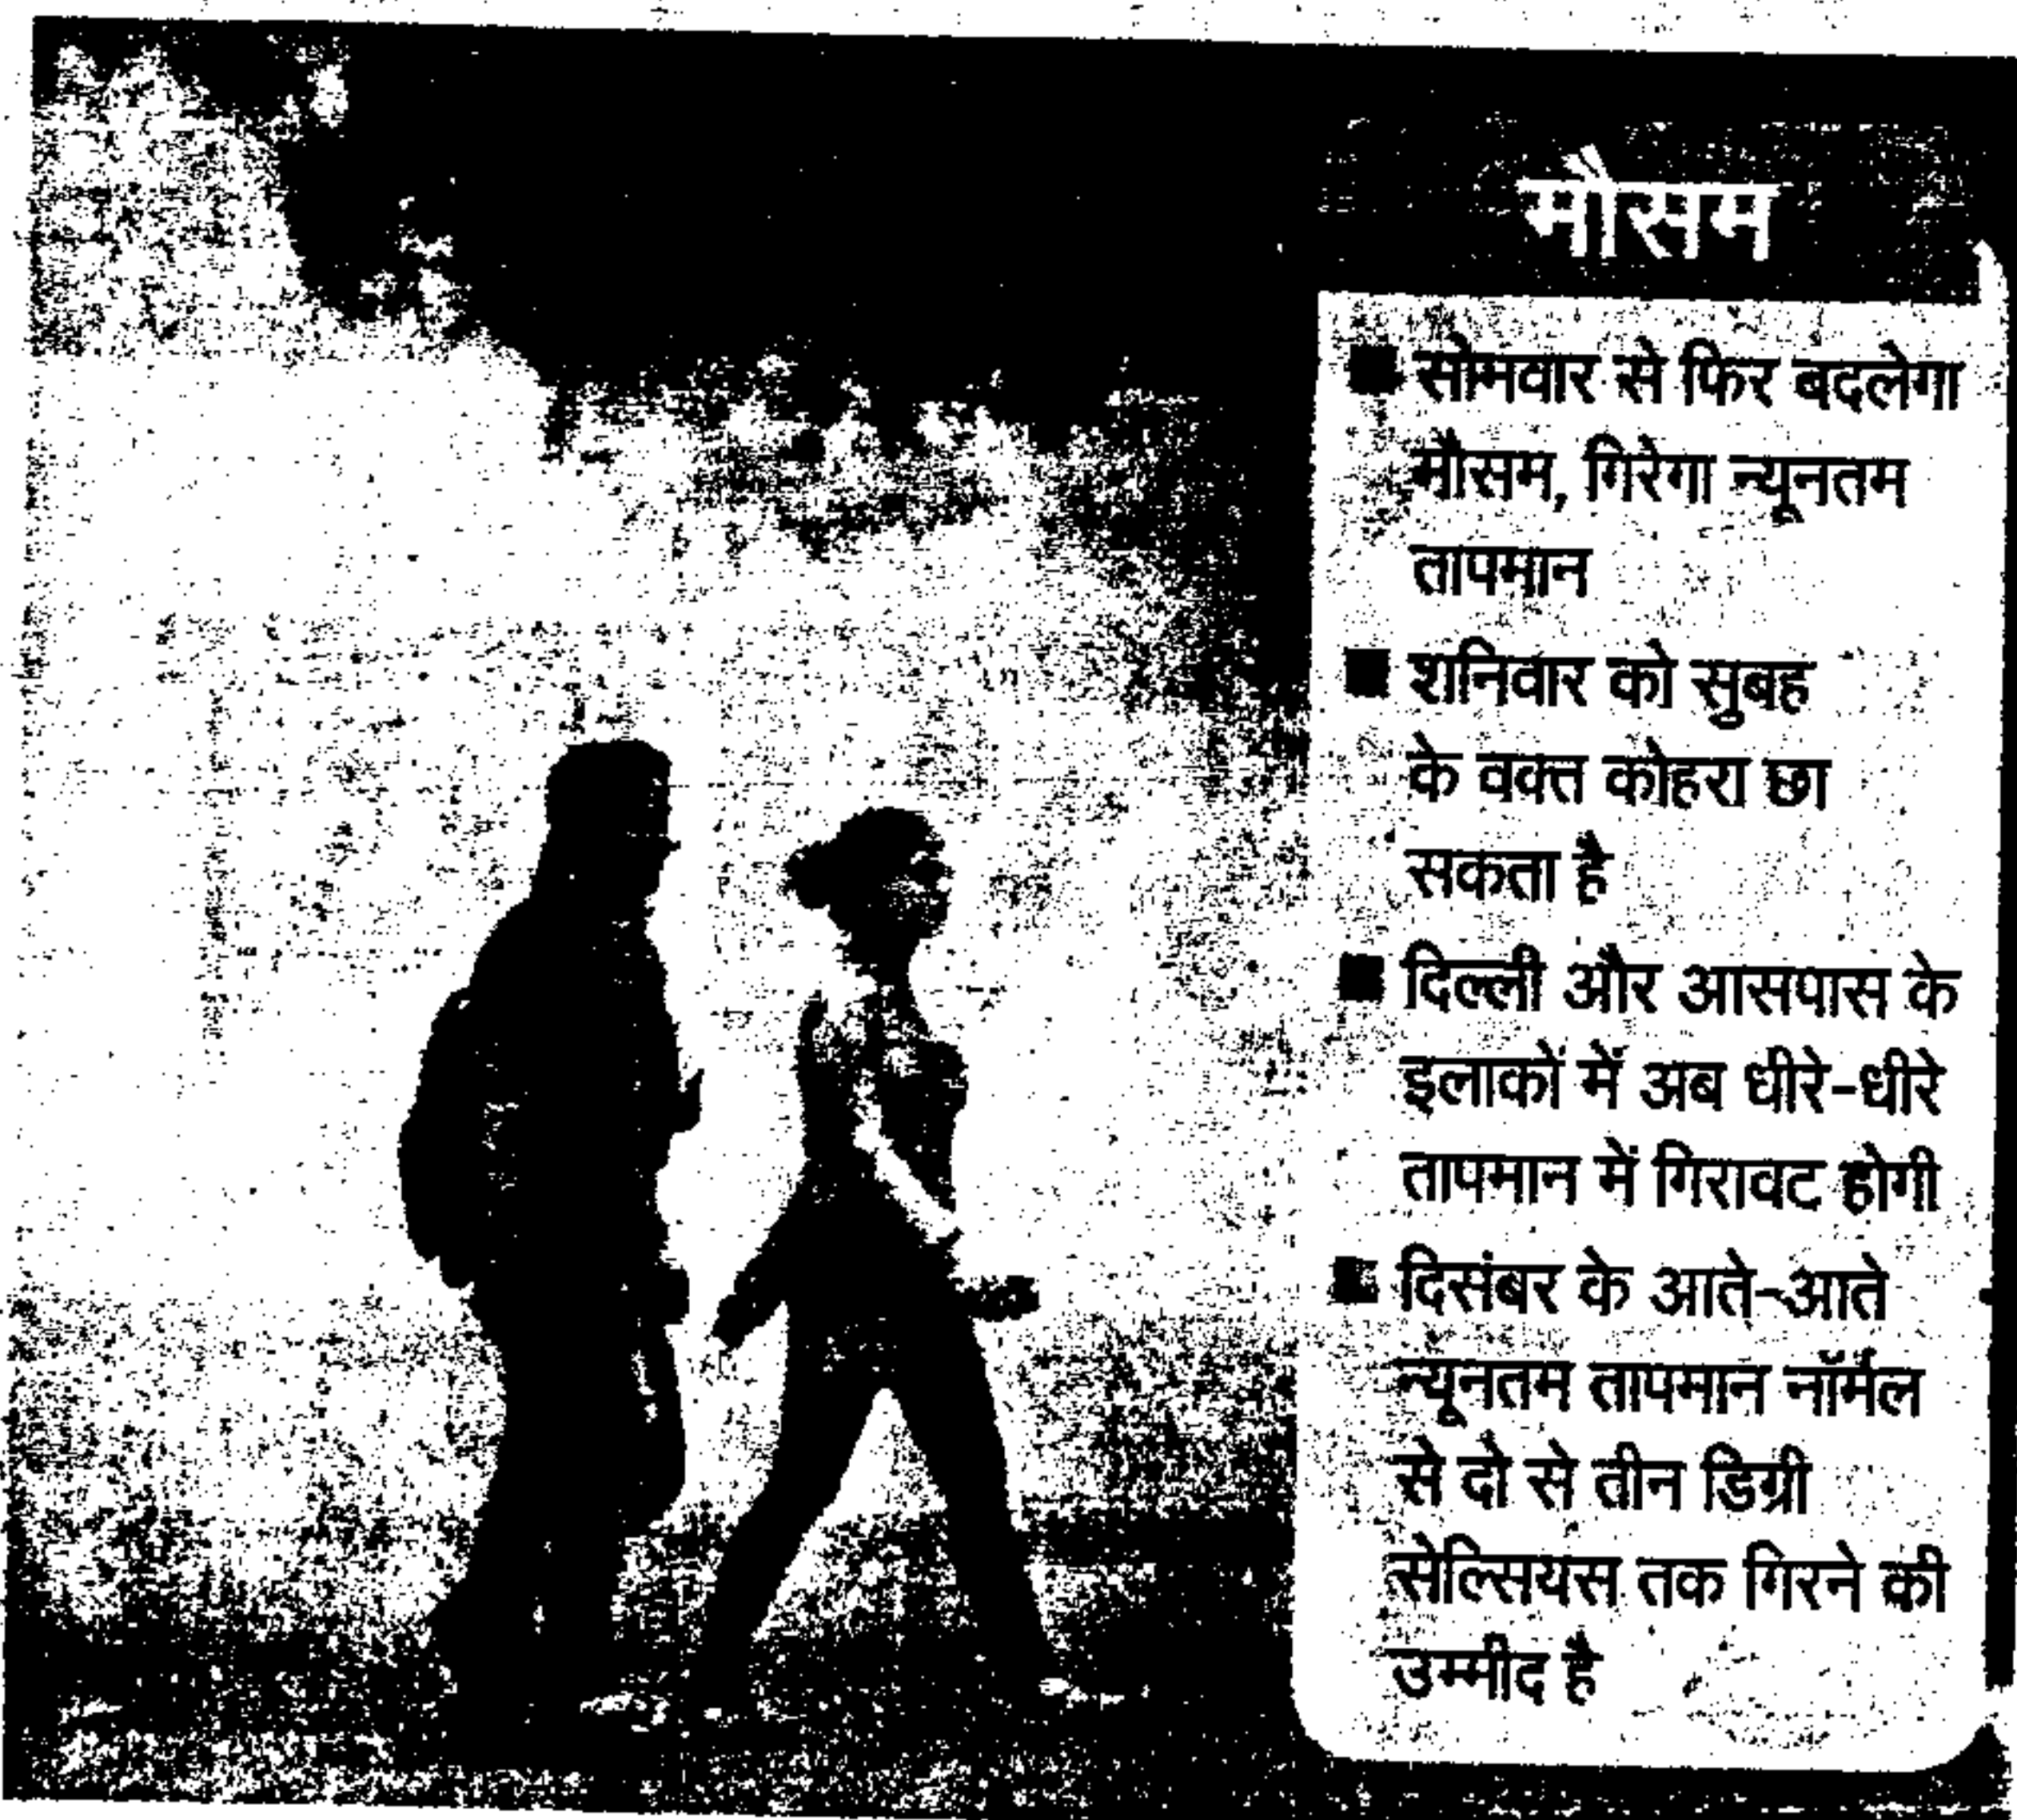 मौसम
■ सोमवार से फिर बदलेगा
मौसम, गिरेगा न्यूनतम
तापमान
■ शनिवार को सुबह
के वक्त कोहरा छा
सकता है
■ दिल्ली और आसपास के
इलाकों में अब धीरे-धीरे
तापमान में गिरावट होगी
■ दिसंबर के आते-आते
न्यूनतम तापमान नॉर्मल
से दो से तीन डिग्री
सेल्सियस तक गिरने की
उम्मीद है